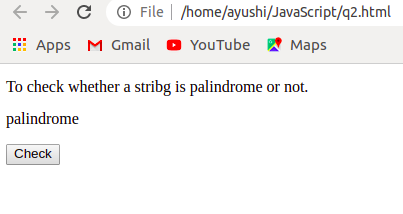 File /home/ayushi/JavaScript/q2.html
Apps Gmail YouTube Maps
To check whether a stribg is palindrome or not.
palindrome
Check